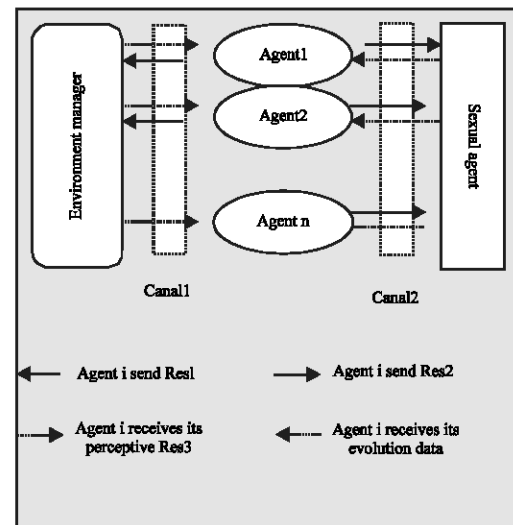 Environment manager
Agent1
Agent2
Agent n
Sexual agent
Canal1
Canal2
Agent i send Res1
Agent i send Res2
Agent i receives its
perceptive Res3
Agent i receives its
evolution data